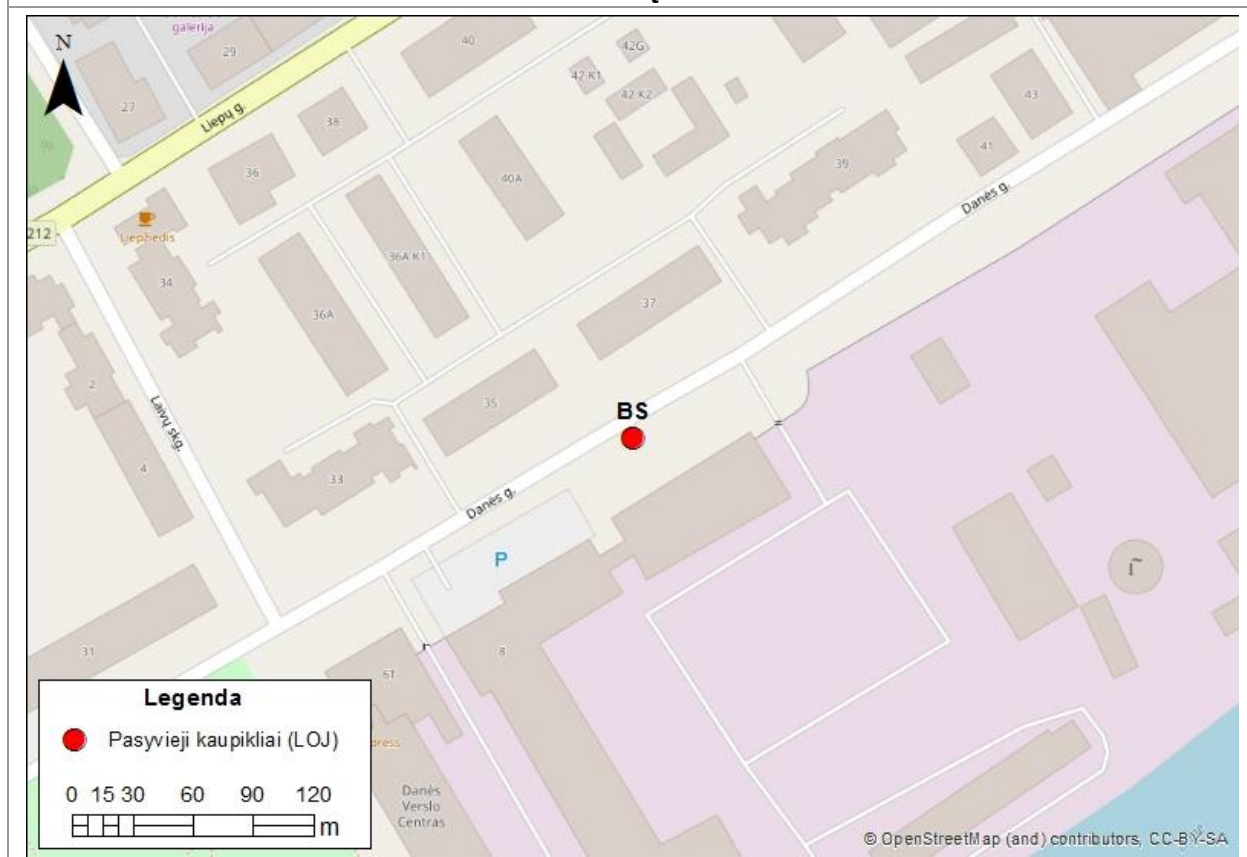 galerija
29
40
42G
N
42 K1
27
42 K2
43
Liepų g.
38
41
36
40A
39
Danės g.
212
Liepžiedis
36A K1
34
37
36A
2
35
BS
Laivų skg.
4
33
Danės g.
P
31
8
6T
Legenda
Pasyvieji kaupikliai (LOJ)
press
0 15 30 60 90 120
m
Danės
Verslo
Centras
© OpenStreetMap (and) contributors, CC-BY-SA